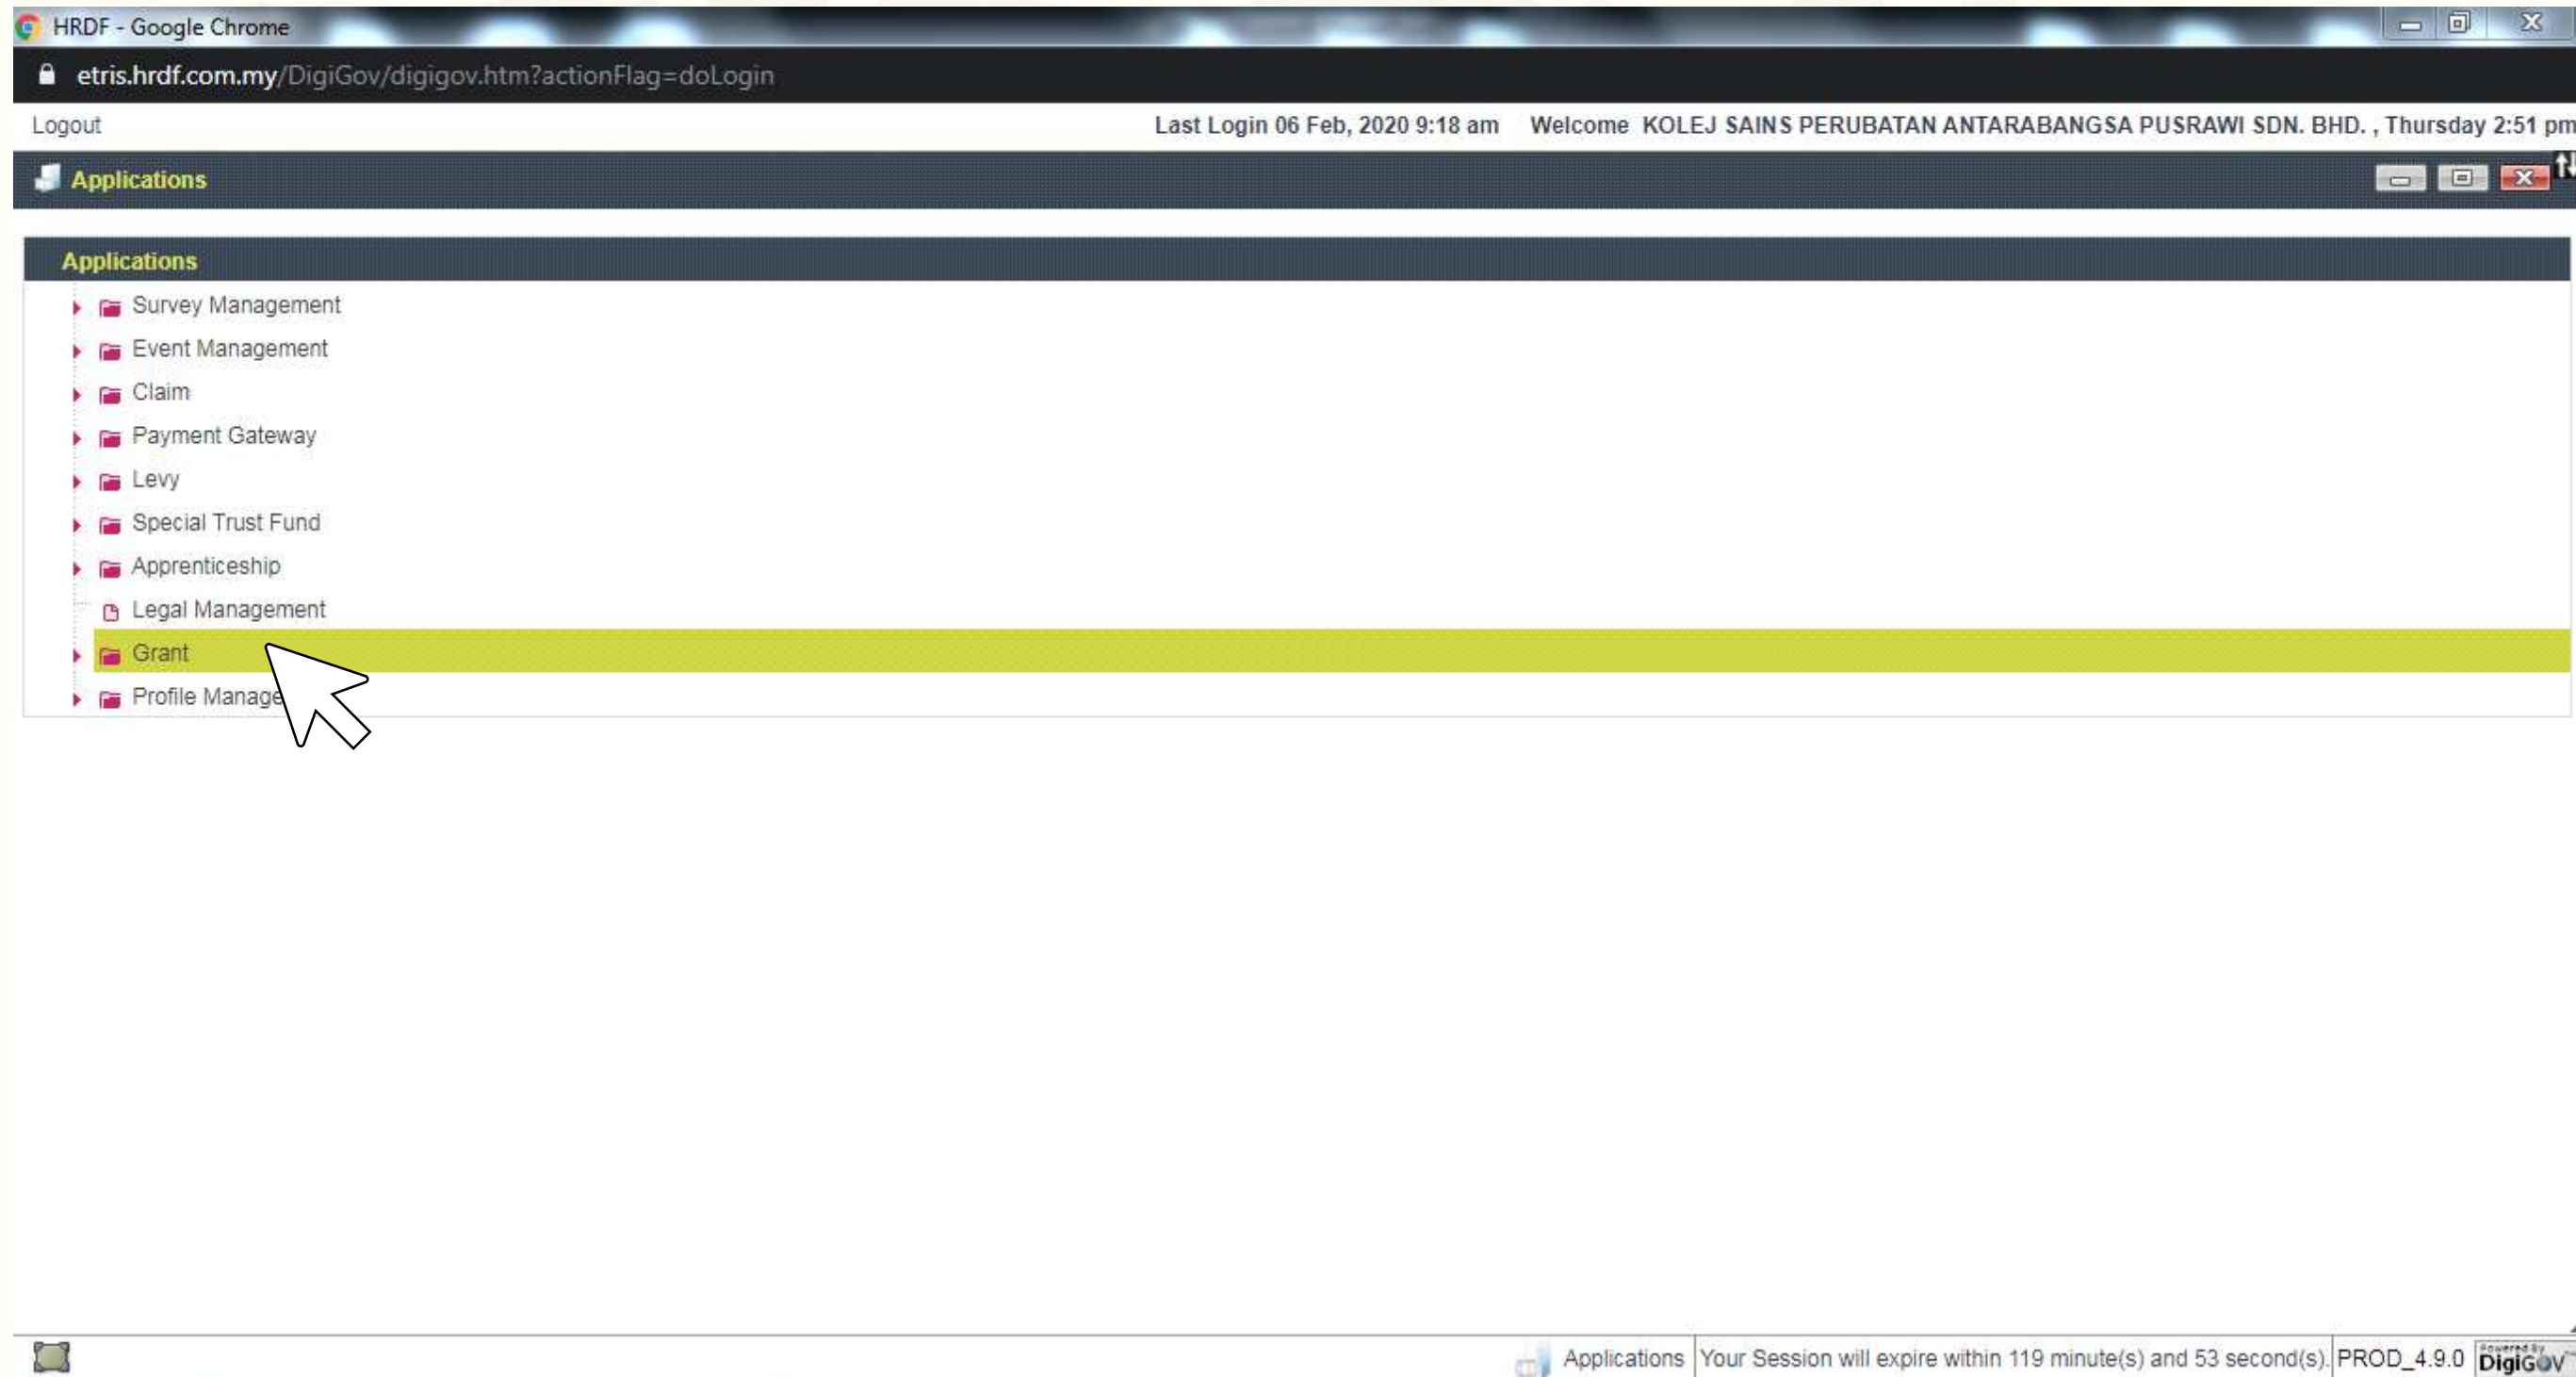 HRDF - Google Chrome
etris.hrdf.com.my/DigiGov/digigov.htm?actionFlag=doLogin
Logout Last Login 06 Feb, 2020 9:18 am Welcome KOLEJ SAINS PERUBATAN ANTARABANGSA PUSRAWI SDN. BHD. , Thursday 2:51 pm
Applications
Applications
Survey Management
Event Management
Claim
Payment Gateway
Levy
Special Trust Fund
Apprenticeship
Legal Management
Grant
Profile Manage
Applications Your Session will expire within 119 minute(s) and 53 second(s). PROD_4.9.0 Powered By
DigiGOV™